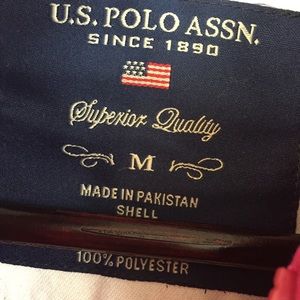 U.S. POLO ASSN.
SINCE 1890
Superior Quality
M
MADE IN PAKISTAN
SHELL
100% POLYESTER